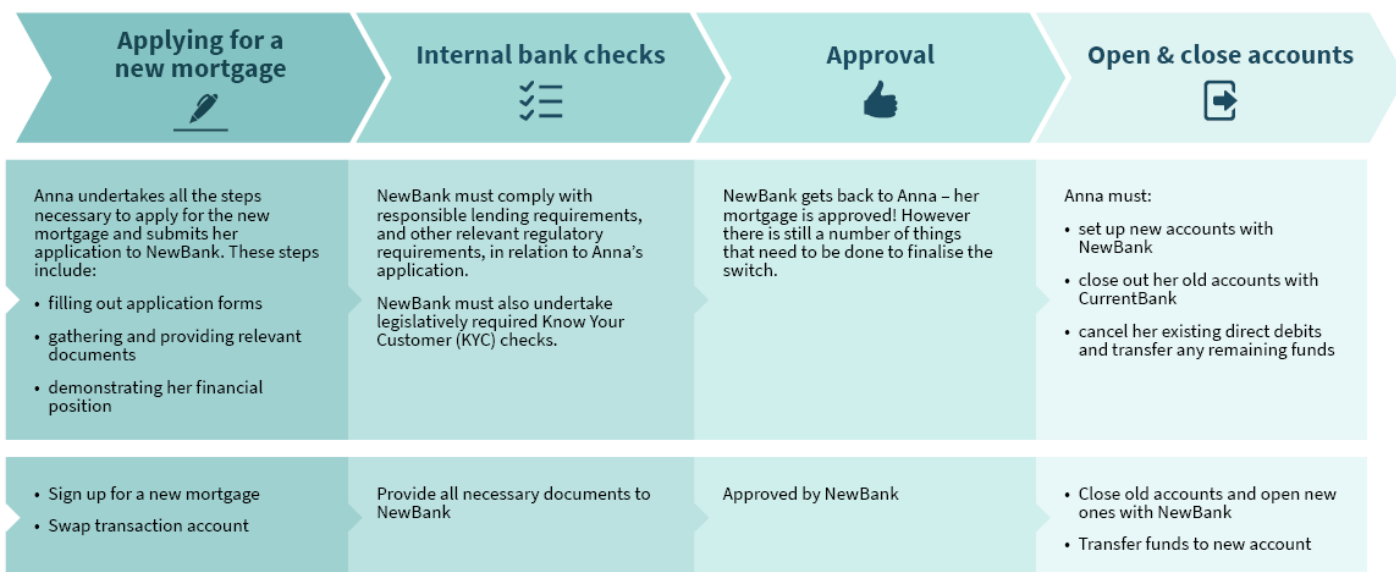 Applying for a
new mortgage
Internal bank checks
Approval
Open & close accounts
Anna undertakes all the steps
necessary to apply for the new
mortgage and submits her
application to NewBank. These steps
include:
• filling out application forms
• gathering and providing relevant
documents
• demonstrating her financial
position
NewBank must comply with
responsible lending requirements,
and other relevant regulatory
requirements, in relation to Anna’s
application.
NewBank must also undertake
legislatively required Know Your
Customer (KYC) checks.
NewBank gets back to Anna – her
mortgage is approved! However
there is still a number of things
that need to be done to finalise the
switch.
Anna must:
• set up new accounts with
NewBank
• close out her old accounts with
CurrentBank
• cancel her existing direct debits
and transfer any remaining funds
• Sign up for a new mortgage
• Swap transaction account
Provide all necessary documents to
NewBank
Approved by NewBank
• Close old accounts and open new
ones with NewBank
• Transfer funds to new account